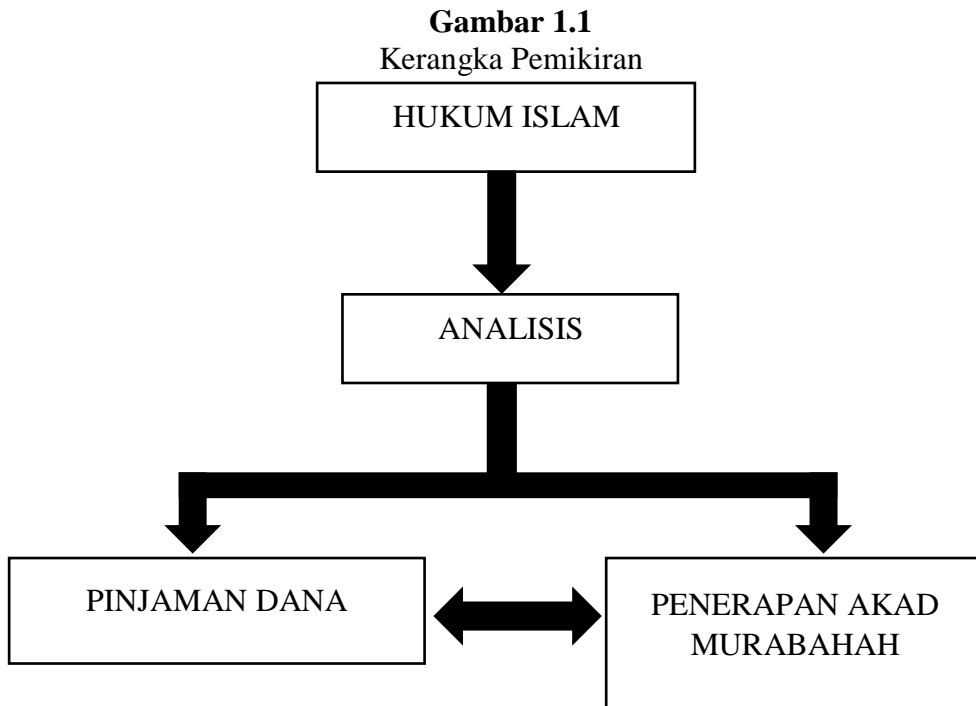 Gambar 1.1
Kerangka Pemikiran
HUKUM ISLAM
ANALISIS
PINJAMAN DANA
PENERAPAN AKAD
MURABAHAH